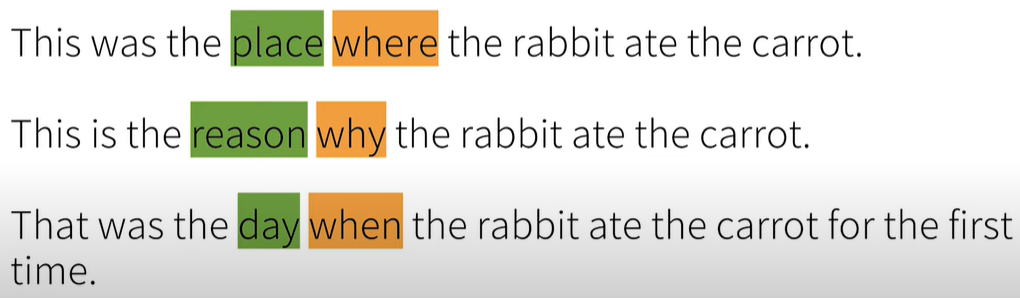 This was the place where the rabbit ate the carrot.
This is the reason why the rabbit ate the carrot.
That was the day when the rabbit ate the carrot for the first
time.